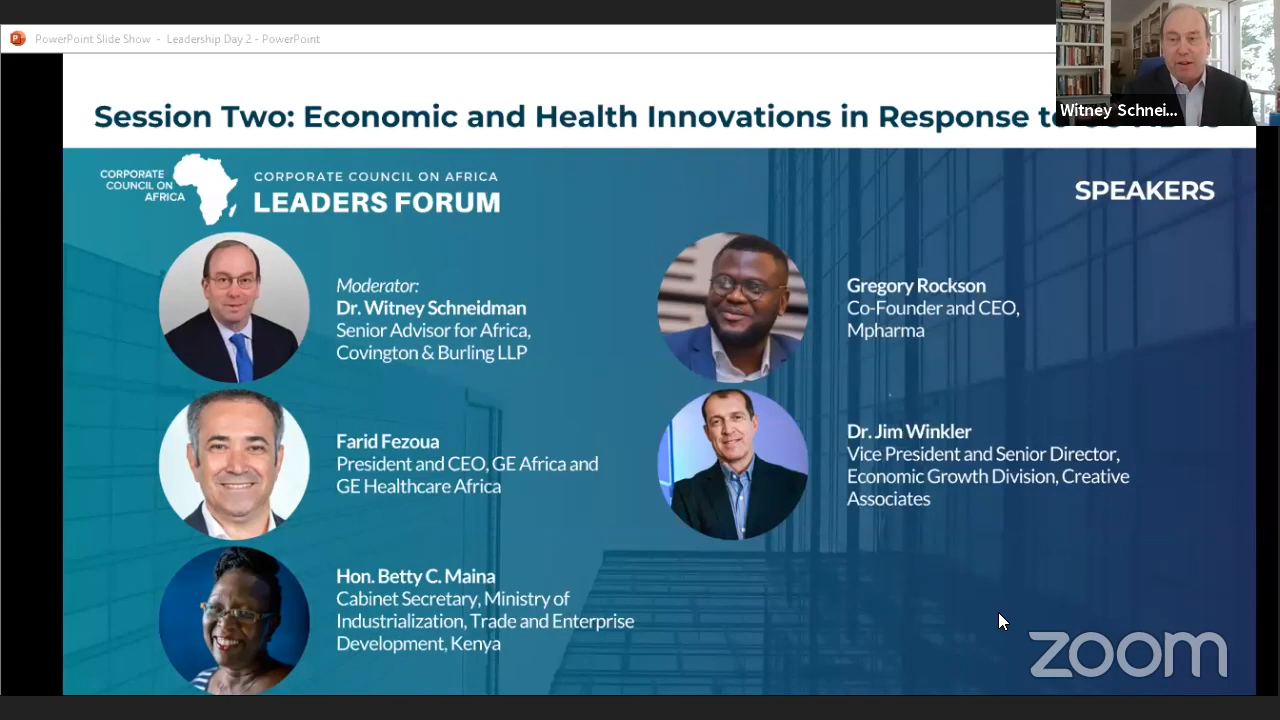 PowerPoint Slide Show - Leadership Day 2 - PowerPoint
Witney Schnei...
Session Two: Economic and Health Innovations in Response
CORPORATE
COUNCIL ON
AFRICA
CORPORATE COUNCIL ON AFRICA
LEADERS FORUM
SPEAKERS
Moderator:
Dr. Witney Schneidman
Senior Advisor for Africa,
Covington & Burling LLP
Farid Fezoua
President and CEO, GE Africa and
GE Healthcare Africa
Hon. Betty C. Maina
Cabinet Secretary, Ministry of
Industrialization, Trade and Enterprise
Development, Kenya
Gregory Rockson
Co-Founder and CEO,
Mpharma
Dr. Jim Winkler
Vice President and Senior Director,
Economic Growth Division, Creative
Associates
zoom